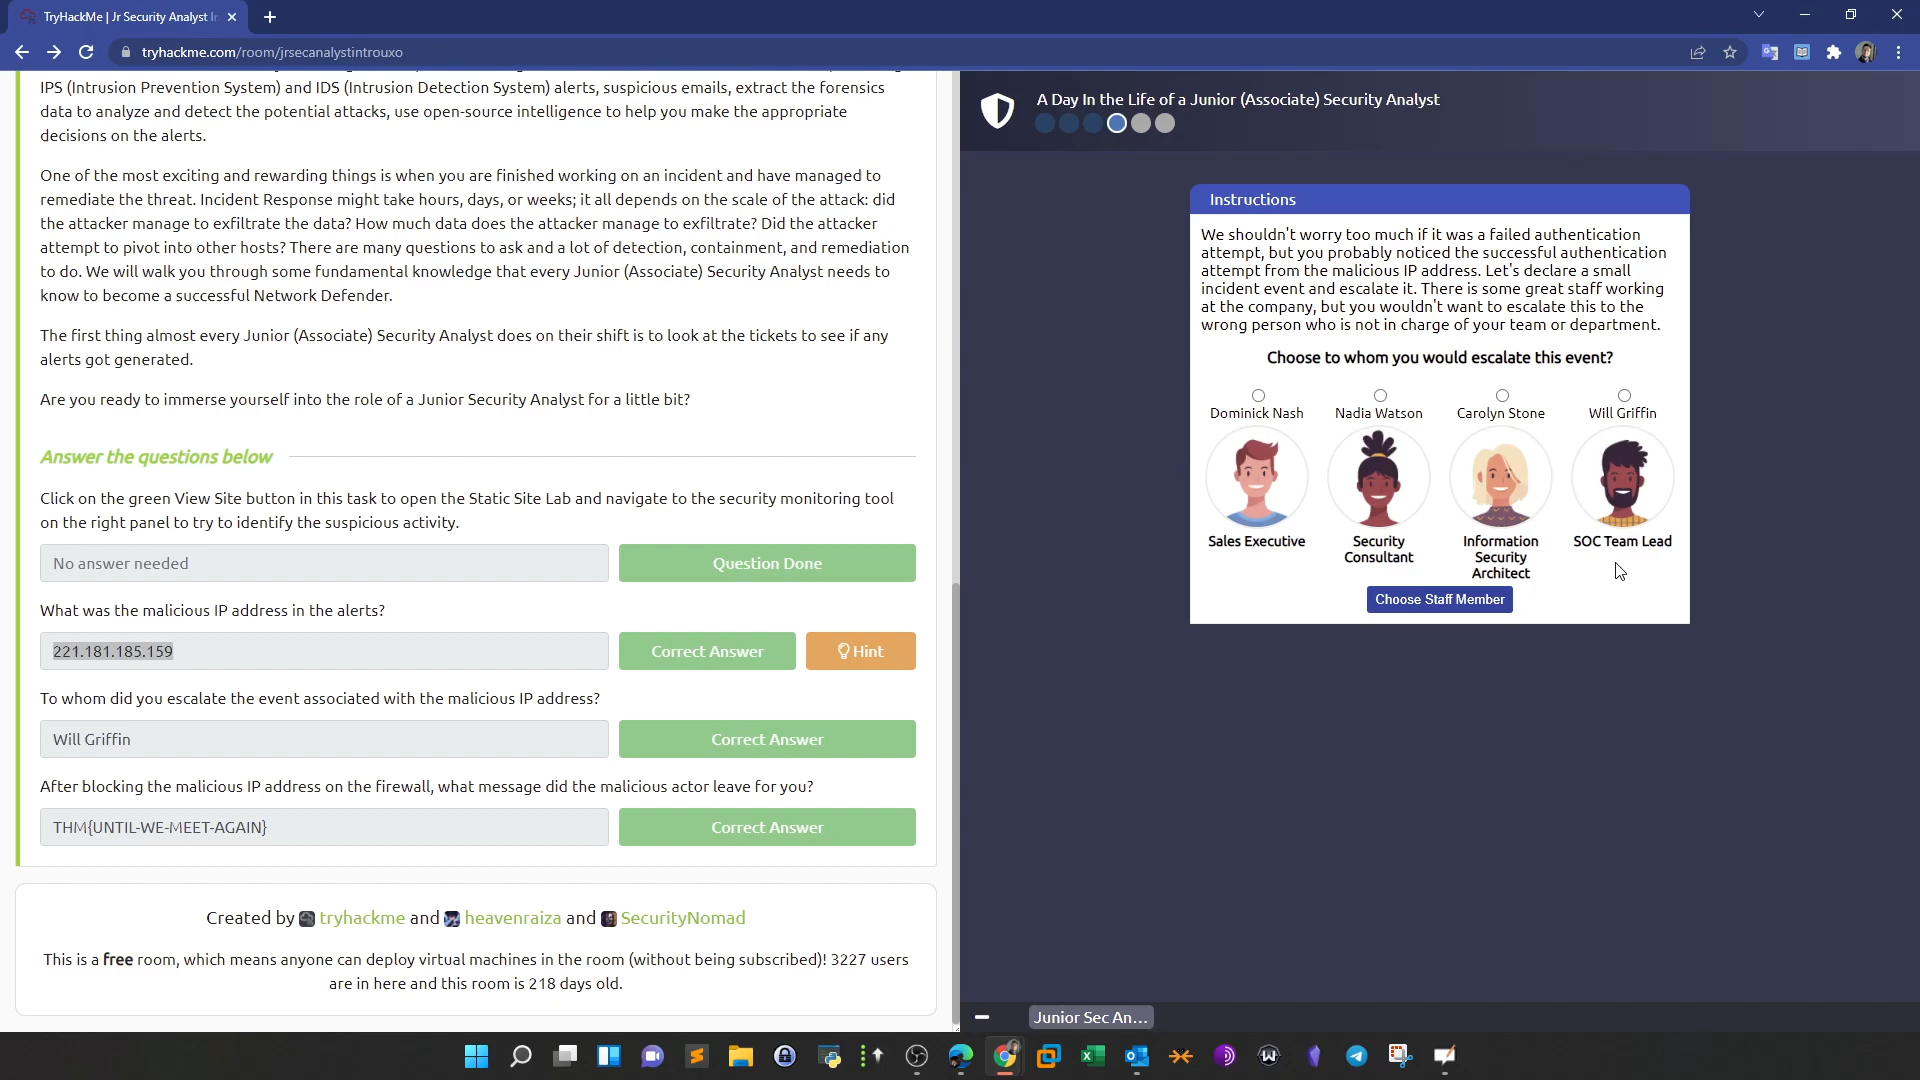 TryHackMe | Jr Security Analyst In
tryhackme.com/room/jrsecanalystintrouxo
IPS (Intrusion Prevention System) and IDS (Intrusion Detection System) alerts, suspicious emails, extract the forensics
data to analyze and detect the potential attacks, use open-source intelligence to help you make the appropriate
decisions on the alerts.
One of the most exciting and rewarding things is when you are finished working on an incident and have managed to
remediate the threat. Incident Response might take hours, days, or weeks; it all depends on the scale of the attack: did
the attacker manage to exfiltrate the data? How much data does the attacker manage to exfiltrate? Did the attacker
attempt to pivot into other hosts? There are many questions to ask and a lot of detection, containment, and remediation
to do. We will walk you through some fundamental knowledge that every Junior (Associate) Security Analyst needs to
know to become a successful Network Defender.
The first thing almost every Junior (Associate) Security Analyst does on their shift is to look at the tickets to see if any
alerts got generated.
Are you ready to immerse yourself into the role of a Junior Security Analyst for a little bit?
Answer the questions below
Click on the green View Site button in this task to open the Static Site Lab and navigate to the security monitoring tool
on the right panel to try to identify the suspicious activity.
No answer needed
Question Done
What was the malicious IP address in the alerts?
221.181.185.159
Correct Answer
Hint
To whom did you escalate the event associated with the malicious IP address?
Will Griffin
Correct Answer
After blocking the malicious IP address on the firewall, what message did the malicious actor leave for you?
THM{UNTIL-WE-MEET-AGAIN}
Correct Answer
Created by tryhackme and heavenraiza and SecurityNomad
This is a free room, which means anyone can deploy virtual machines in the room (without being subscribed)! 3227 users
are in here and this room is 218 days old.
A Day In the Life of a Junior (Associate) Security Analyst
Instructions
We shouldn't worry too much if it was a failed authentication
attempt, but you probably noticed the successful authentication
attempt from the malicious IP address. Let's declare a small
incident event and escalate it. There is some great staff working
at the company, but you wouldn't want to escalate this to the
wrong person who is not in charge of your team or department.
Choose to whom you would escalate this event?
Dominick Nash
Nadia Watson
Carolyn Stone
Will Griffin
Sales Executive
Security
Consultant
Information
Security
Architect
SOC Team Lead
Choose Staff Member
Junior Sec An...